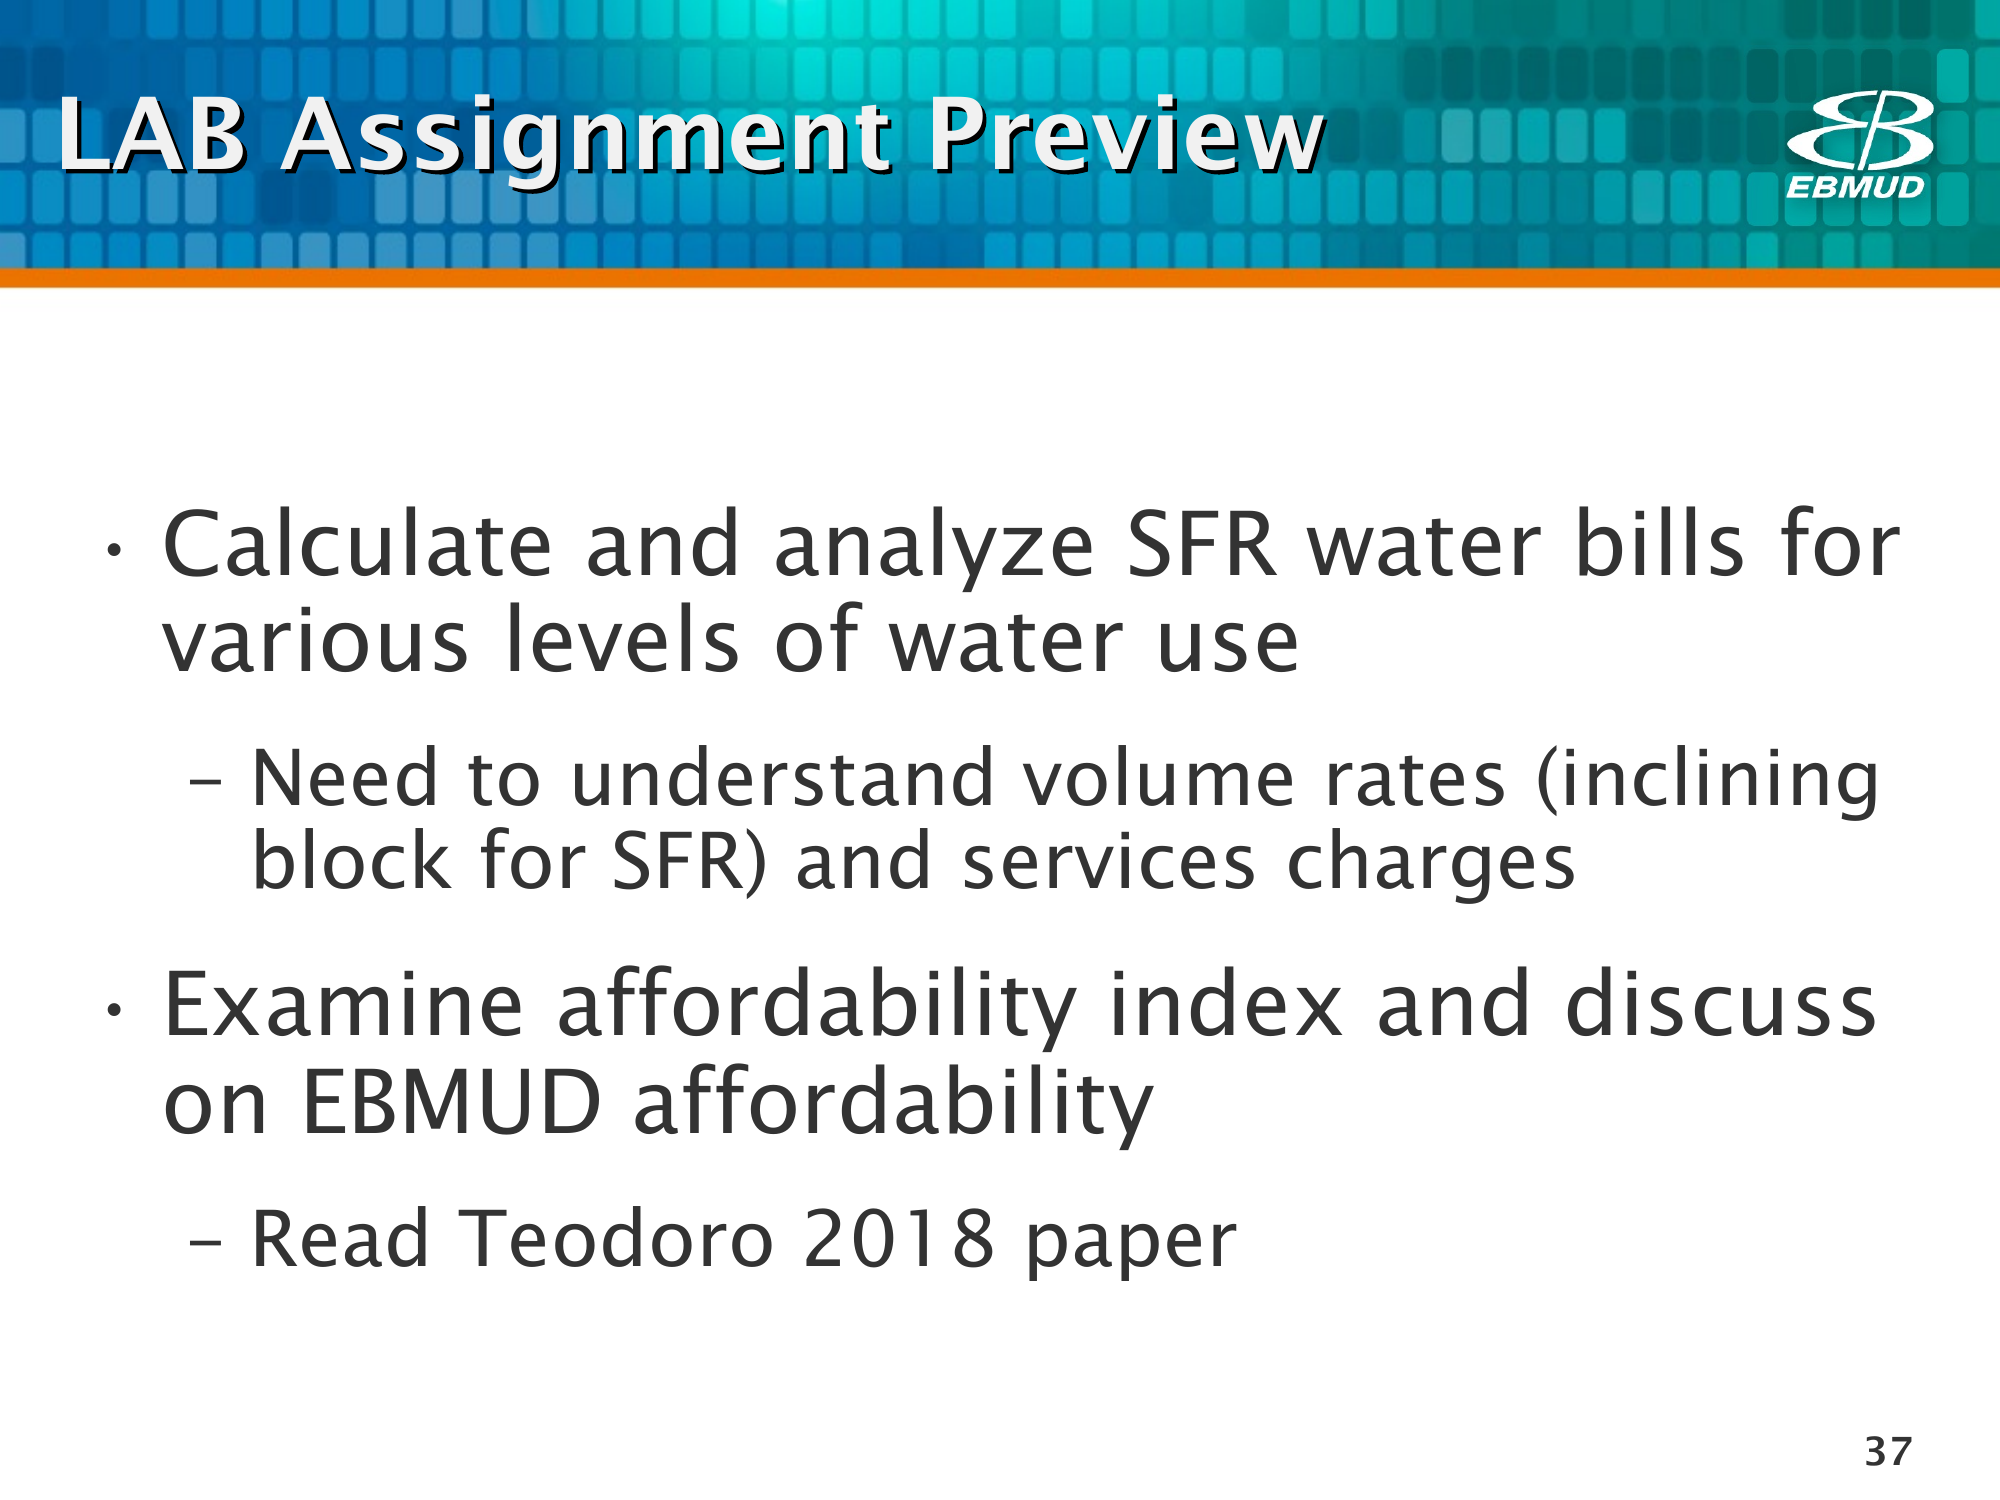 LAB Assignment Preview
EBMUD
• Calculate and analyze SFR water bills for
various levels of water use
– Need to understand volume rates (inclining
block for SFR) and services charges
• Examine affordability index and discuss
on EBMUD affordability
– Read Teodoro 2018 paper
37